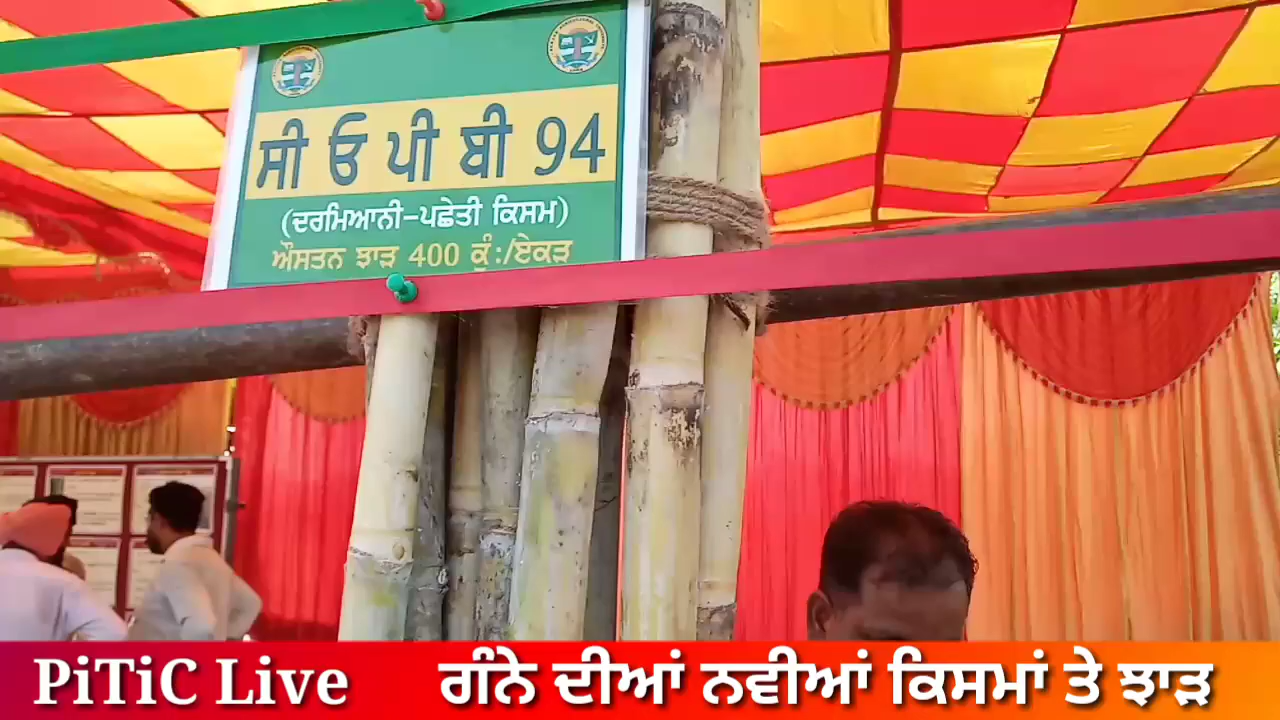 ਸੀ ਓ ਪੀ ਬੀ 94
(ਦਰਮਿਆਨੀ-ਪਛੇਤੀ ਕਿਸਮ)
ਔਸਤਨ ਝਾੜ 400 ਕੁੰ:/ਏਕੜ
PiTiC Live ਗੰਨੇ ਦੀਆਂ ਨਵੀਆਂ ਕਿਸਮਾਂ ਤੇ ਝਾੜ